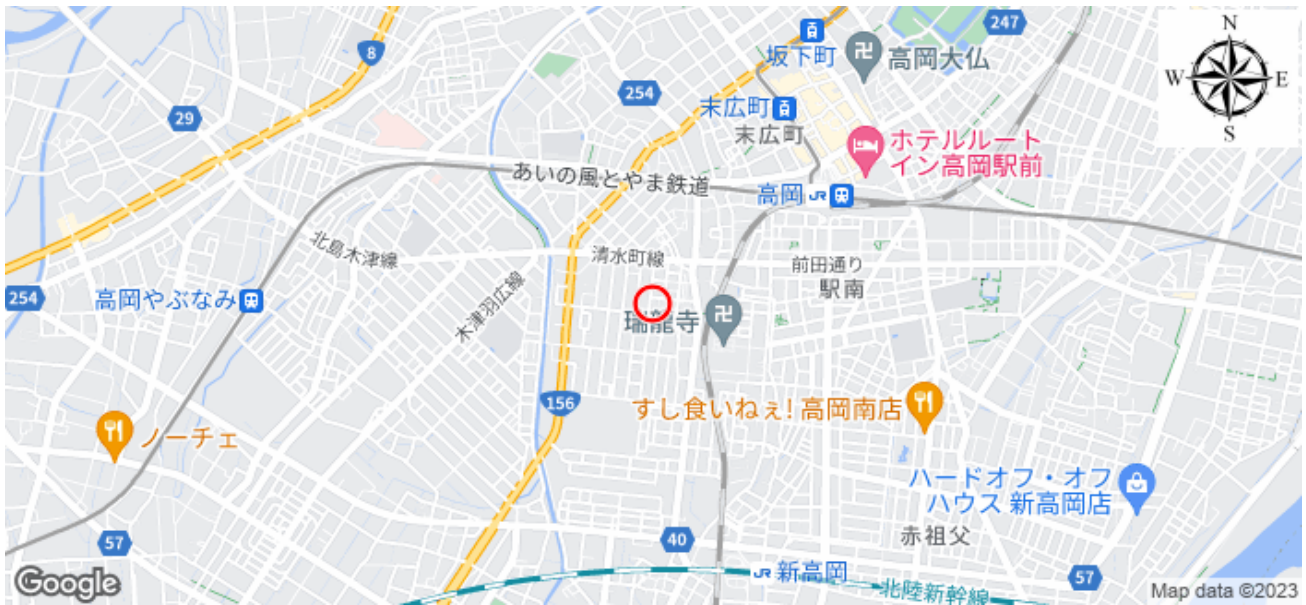 N
W
E
S
247
坂下町
高岡大仏
8
254
末広町
末広町
29
ホテルルート
イン高岡駅前
あいの風とやま鉄道
高岡 JR
清水町線
北島木津線
前田通り
駅南
254
高岡やぶなみ
木津羽広線
瑞龍寺
156
すし食いねぇ! 高岡南店
ノーチェ
ハードオフ・オフ
ハウス 新高岡店
赤祖父
57
40
JR 新高岡
57
北陸新幹線
Google
Map data ©2023